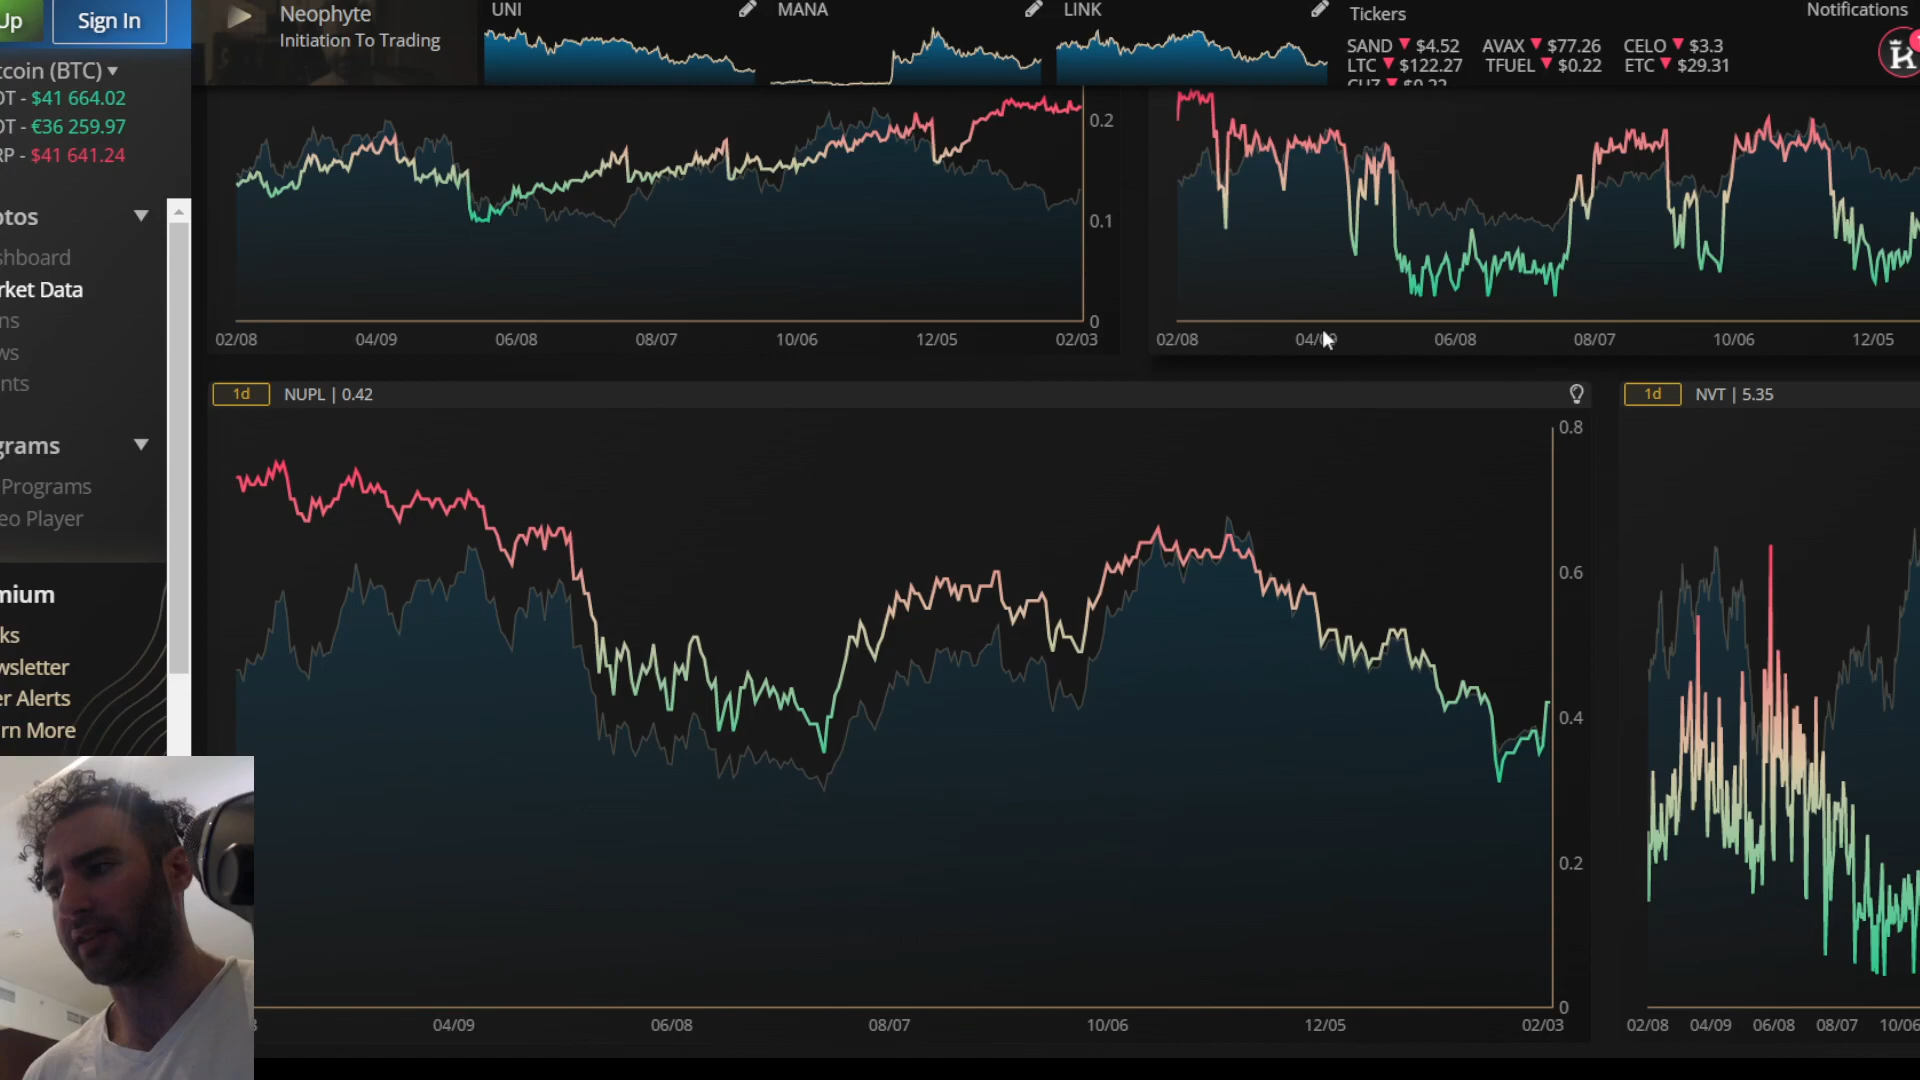 Up
Sign In
Neophyte
Initiation To Trading
UNI
MANA
LINK
Tickers
SAND ▼ $4.52 AVAX ▼ $77.26 CELO ▼ $3.3
LTC ▼ $122.27 TFUEL ▼ $0.22 ETC ▼ $29.31
Notifications
tcoin (BTC) ▼
DT - $41 664.02
DT - €36 259.97
RP - $41 641.24
otos
shboard
rket Data
ns
ws
nts
grams
Programs
eo Player
mium
ks
wsletter
er Alerts
rn More
0.2
0.1
0
02/08 04/09 06/08 08/07 10/06 12/05 02/03
02/08 04/09 06/08 08/07 10/06 12/05
1d NUPL | 0.42
0.8
0.6
0.4
0.2
0
04/09 06/08 08/07 10/06 12/05 02/03
1d NVT | 5.35
02/08 04/09 06/08 08/07 10/06